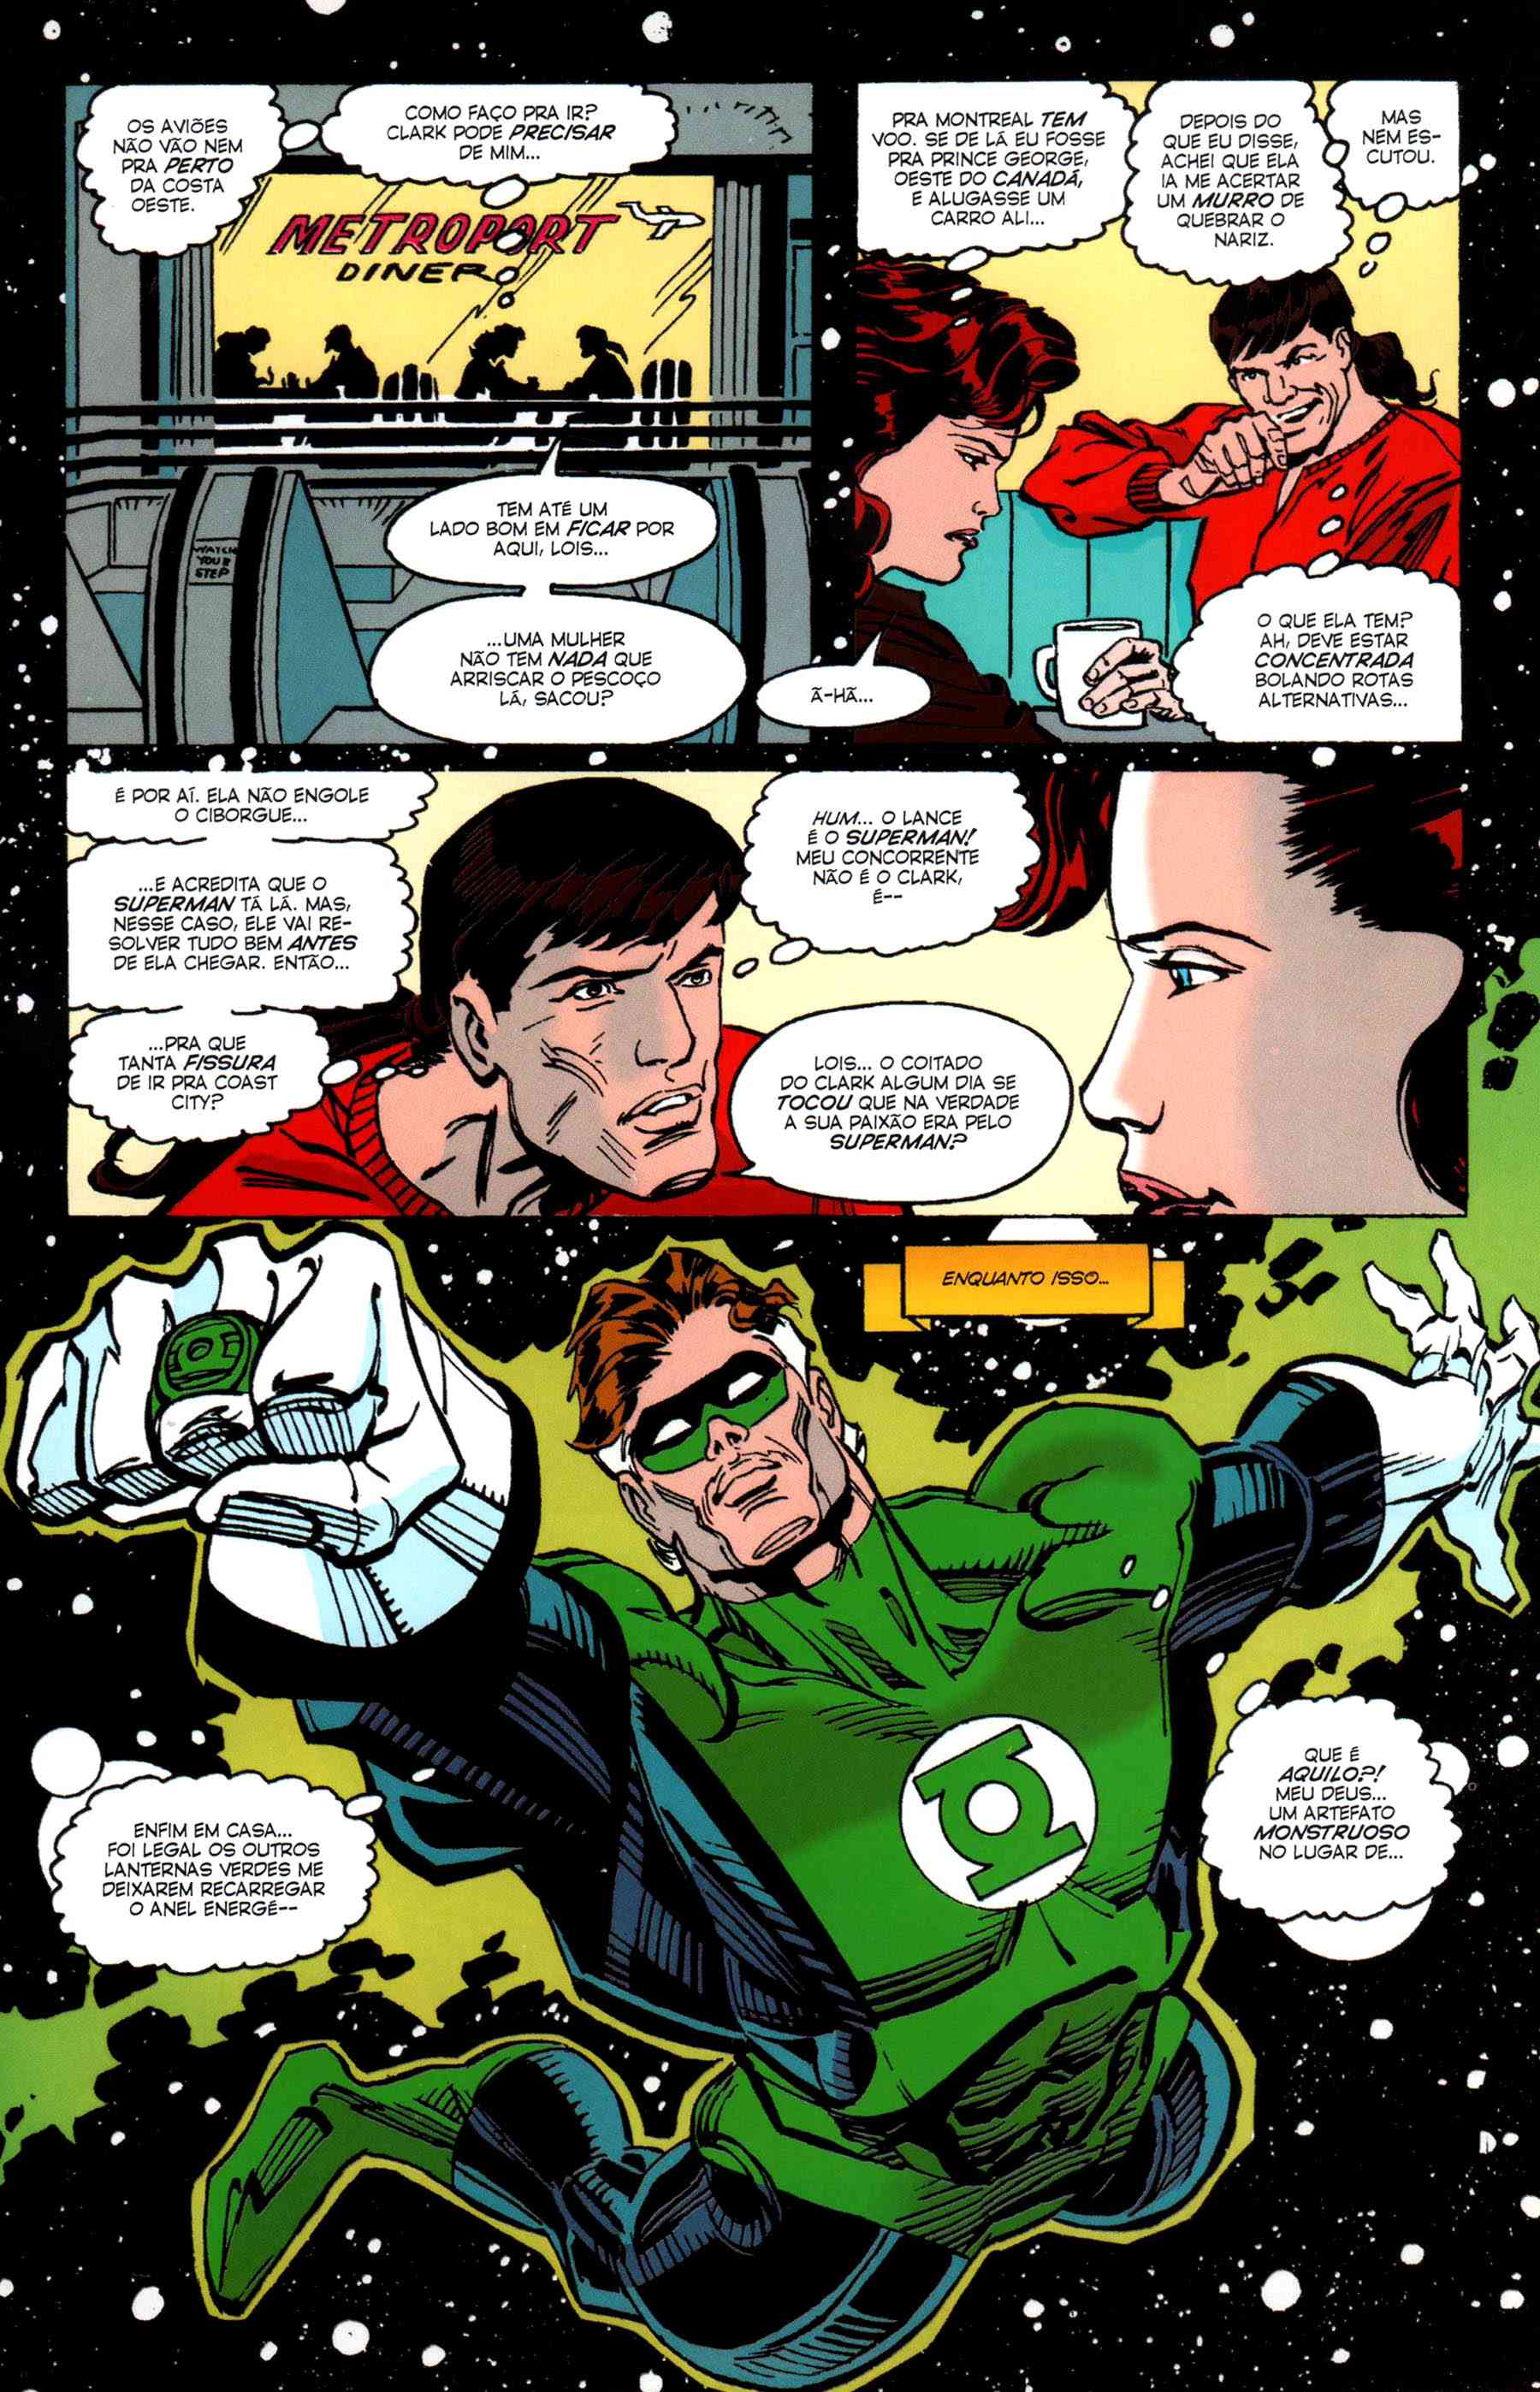 OS AVIÕES
NÃO VÃO NEM
PRA PERTO
DA COSTA
OESTE.
COMO FAÇO PRA IR?
CLARK PODE PRECISAR
DE MIM...
METROPORT
DINER
TEM ATÉ UM
LADO BOM EM FICAR POR
AQUI, LOIS...
WATCH
YOUR
STEP
...UMA MULHER
NÃO TEM NADA QUE
ARRISCAR O PESCOÇO
LÁ, SACOU?
PRA MONTREAL TEM
VOO. SE DE LÁ EU FOSSE
PRA PRINCE GEORGE,
OESTE DO CANADÁ,
E ALUGASSE UM
CARRO ALI...
DEPOIS DO
QUE EU DISSE,
ACHEI QUE ELA
IA ME ACERTAR
UM MURRO DE
QUEBRAR O
NARIZ.
MAS
NEM ES-
CUTOU.
Ã-HÃ...
O QUE ELA TEM?
AH, DEVE ESTAR
CONCENTRADA
BOLANDO ROTAS
ALTERNATIVAS...
É POR AÍ. ELA NÃO ENGOLE
O CIBORGUE...
...E ACREDITA QUE O
SUPERMAN TÁ LÁ. MAS,
NESSE CASO, ELE VAI RE-
SOLVER TUDO BEM ANTES
DE ELA CHEGAR. ENTÃO...
...PRA QUE
TANTA FISSURA
DE IR PRA COAST
CITY?
HUM... O LANCE
É O SUPERMAN!
MEU CONCORRENTE
NÃO É O CLARK,
É--
LOIS... O COITADO
DO CLARK ALGUM DIA SE
TOCOU QUE NA VERDADE
A SUA PAIXÃO ERA PELO
SUPERMAN?
ENQUANTO ISSO...
ENFIM EM CASA...
FOI LEGAL OS OUTROS
LANTERNAS VERDES ME
DEIXAREM RECARREGAR
O ANEL ENERGÉ--
QUE É
AQUILO?!
MEU DEUS...
UM ARTEFATO
MONSTRUOSO
NO LUGAR DE...